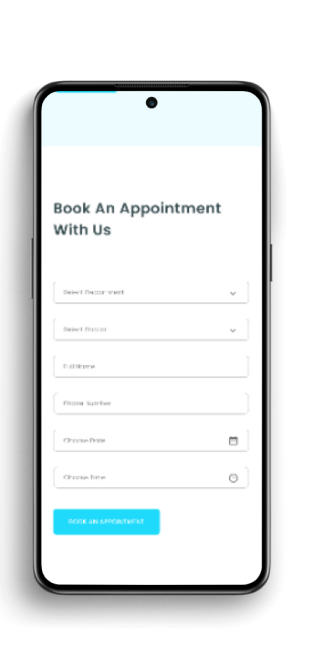 Book An Appointment
With Us
Select Department
Select Doctor
Full Name
Phone Number
Choose Date
Choose Time
BOOK AN APPOINTMENT